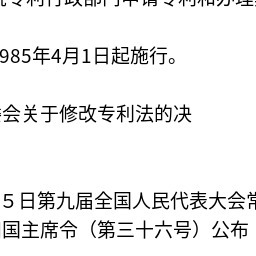 院专利行政部门申请专利和办理
985年4月1日起施行。
会关于修改专利法的决
５日第九届全国人民代表大会常
国主席令（第三十六号）公布